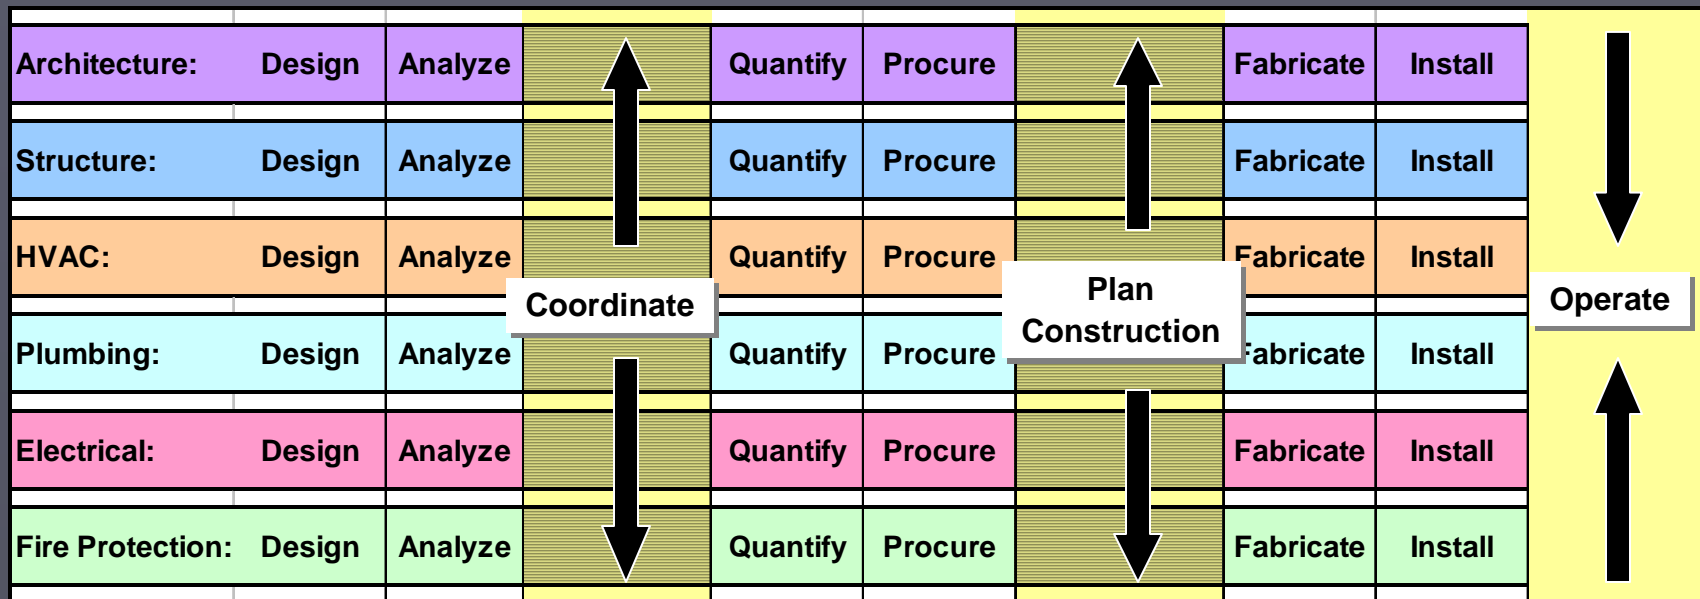 Architecture: Design Analyze Quantify Procure Fabricate Install
Structure: Design Analyze Quantify Procure Fabricate Install
HVAC: Design Analyze Quantify Procure Fabricate Install
Coordinate
Plan
Construction
Operate
Plumbing: Design Analyze Quantify Procure Fabricate Install
Electrical: Design Analyze Quantify Procure Fabricate Install
Fire Protection: Design Analyze Quantify Procure Fabricate Install